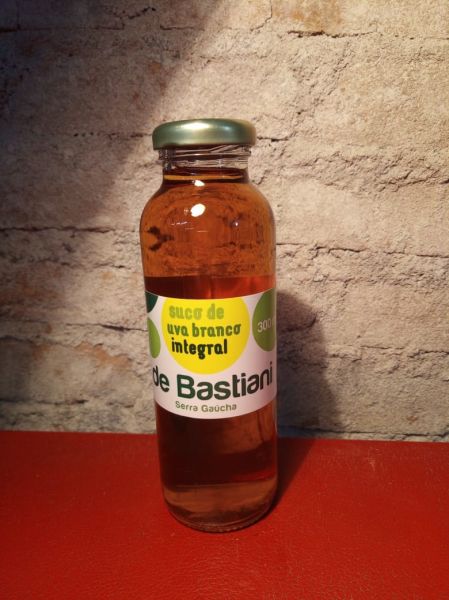 suco de
uva branco
integral
300
de Bastiani
Serra Gaúcha